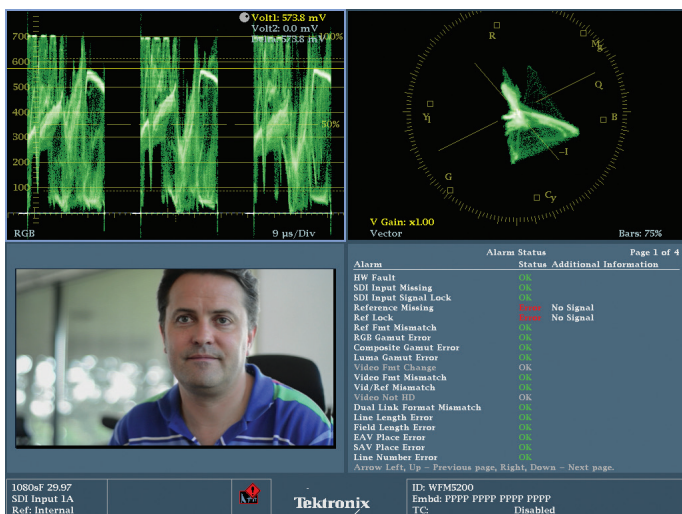 Volt1: 573.8 mV
Volt2: 0.0 mV
573.8 mV
100%
700
600
500
400
300
200
100
50%
RGB
9 µs/Div
R
Mg
Q
B
Yl
-I
G
Cy
V Gain: x1.00
Vector
Bars: 75%
Alarm Status
Page 1 of 4
Alarm Status Additional Information
HW Fault OK
SDI Input Missing OK
SDI Input Signal Lock OK
Reference Missing No Signal
Ref Lock No Signal
Ref Fmt Mismatch OK
RGB Gamut Error OK
Composite Gamut Error OK
Luma Gamut Error OK
Video Fmt Change OK
Video Fmt Mismatch OK
Vid/Ref Mismatch OK
Video Not HD OK
Dual Link Format Mismatch OK
Line Length Error OK
Field Length Error OK
EAV Place Error OK
SAV Place Error OK
Line Number Error OK
Arrow Left, Up – Previous page, Right, Down – Next page.
1080sF 29.97
SDI Input 1A
Ref: Internal
Tektronix
ID: WFM5200
Embd: PPPP PPPP PPPP PPPP
TC: Disabled